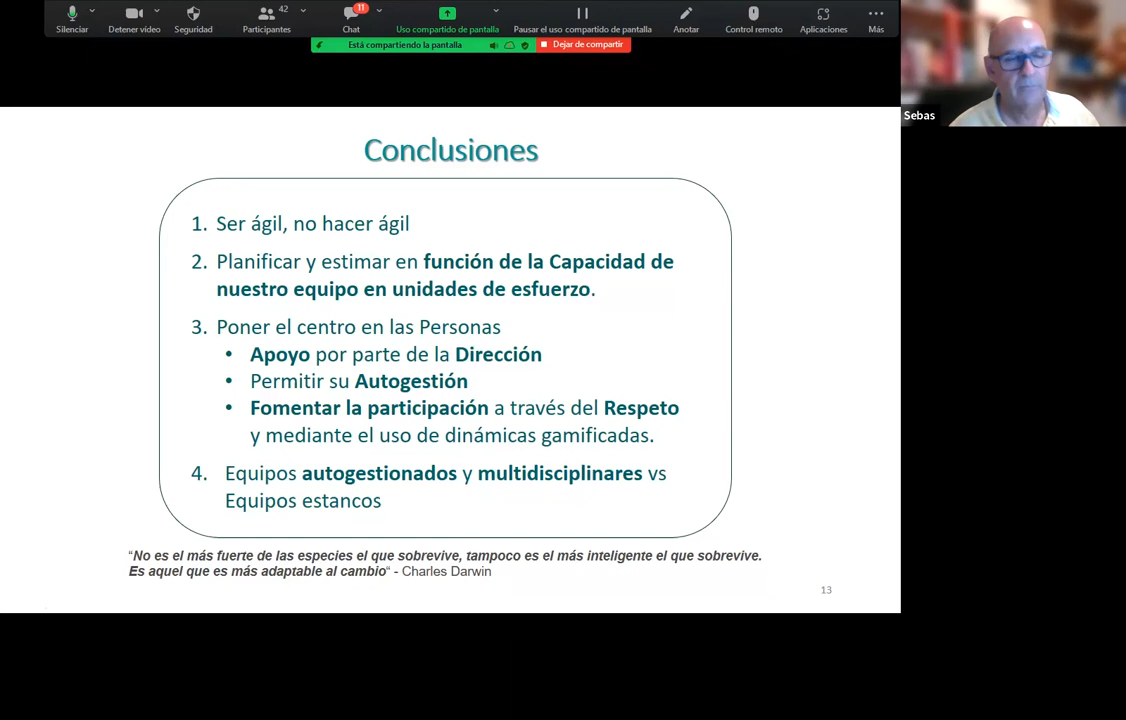 42
11
Silenciar
Detener vídeo
Seguridad
Participantes
Chat
Uso compartido de pantalla
Pausar el uso compartido de pantalla
Anotar
Control remoto
Aplicaciones
Más
Está compartiendo la pantalla
Dejar de compartir
Sebas
Conclusiones
1. Ser ágil, no hacer ágil
2. Planificar y estimar en función de la Capacidad de
nuestro equipo en unidades de esfuerzo.
3. Poner el centro en las Personas
• Apoyo por parte de la Dirección
• Permitir su Autogestión
• Fomentar la participación a través del Respeto
y mediante el uso de dinámicas gamificadas.
4. Equipos autogestionados y multidisciplinares vs
Equipos estancos
“No es el más fuerte de las especies el que sobrevive, tampoco es el más inteligente el que sobrevive.
Es aquel que es más adaptable al cambio“ - Charles Darwin
13